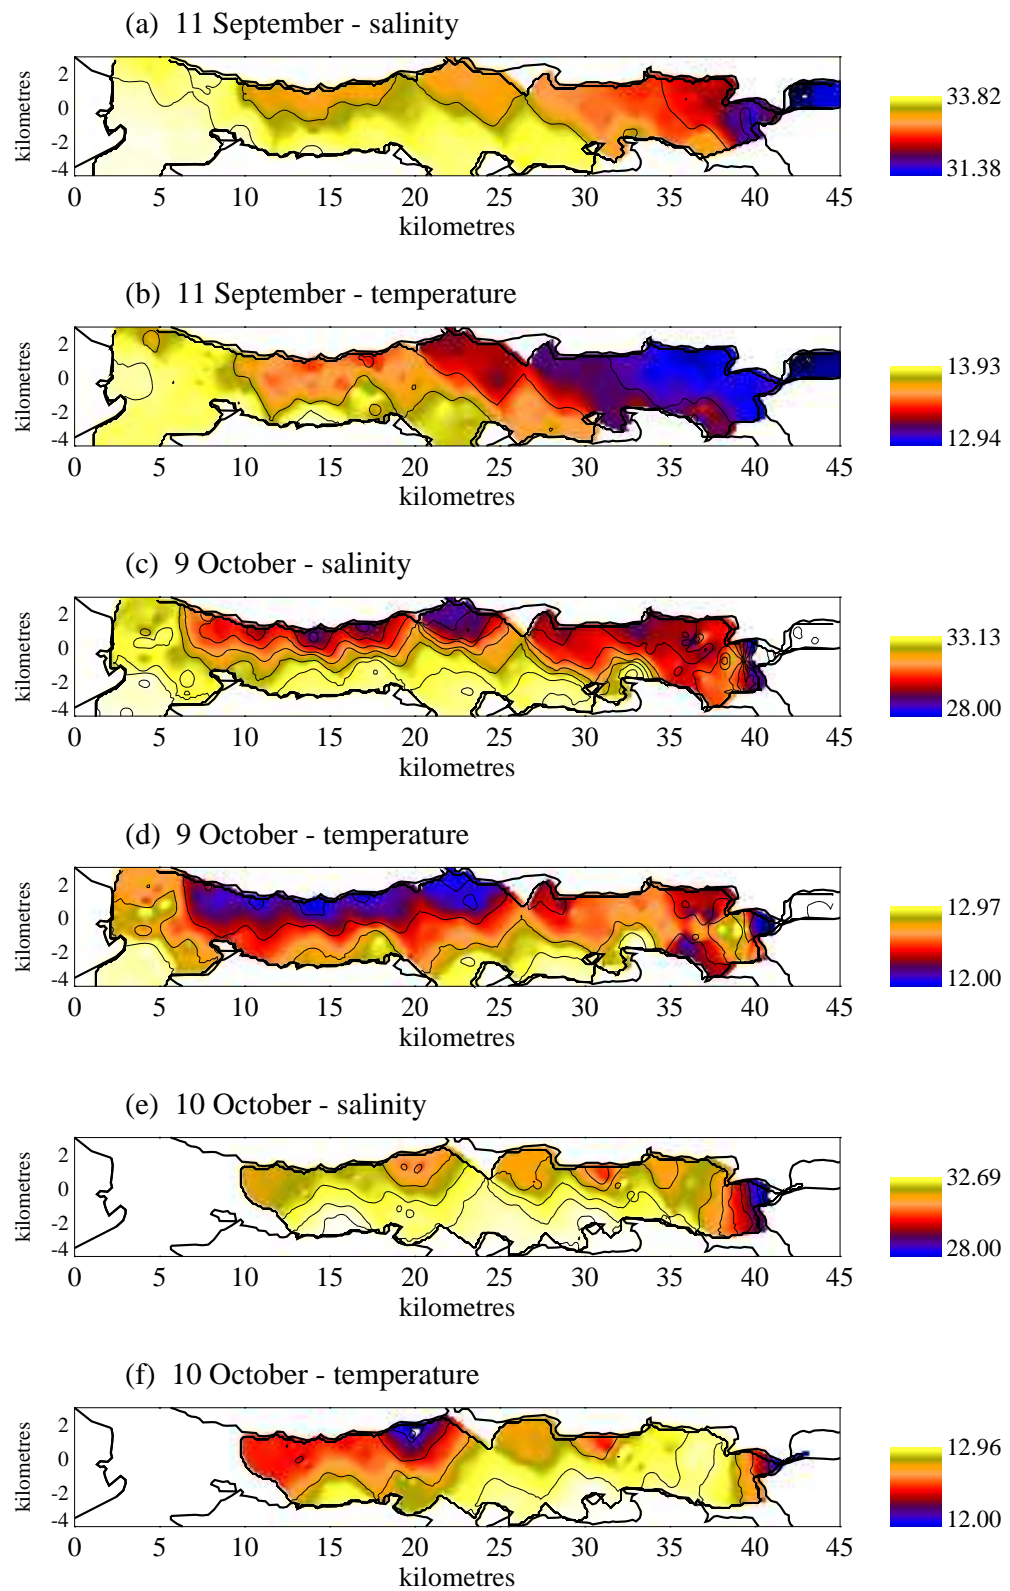 (a) 11 September - salinity
kilometres
2
0
-2
-4
0 5 10 15 20 25 30 35 40 45
kilometres
33.82
31.38
(b) 11 September - temperature
kilometres
2
0
-2
-4
0 5 10 15 20 25 30 35 40 45
kilometres
13.93
12.94
(c) 9 October - salinity
kilometres
2
0
-2
-4
0 5 10 15 20 25 30 35 40 45
kilometres
33.13
28.00
(d) 9 October - temperature
kilometres
2
0
-2
-4
0 5 10 15 20 25 30 35 40 45
kilometres
12.97
12.00
(e) 10 October - salinity
kilometres
2
0
-2
-4
0 5 10 15 20 25 30 35 40 45
kilometres
32.69
28.00
(f) 10 October - temperature
kilometres
2
0
-2
-4
0 5 10 15 20 25 30 35 40 45
kilometres
12.96
12.00